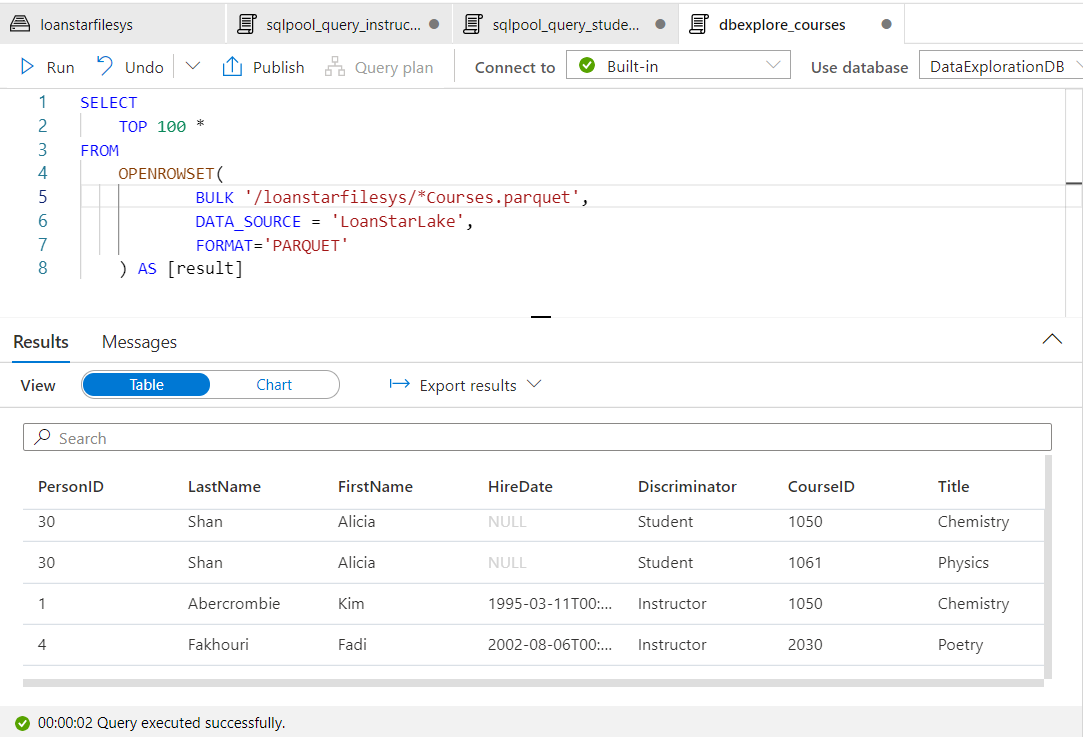 loanstarfilesys sqlpool_query_instruc... sqlpool_query_stude... dbexplore_courses
Run Undo Publish Query plan Connect to Built-in Use database DataExplorationDB
1 SELECT
2 TOP 100 *
3 FROM
4 OPENROWSET(
5 BULK '/loanstarfilesys/*Courses.parquet',
6 DATA_SOURCE = 'LoanStarLake',
7 FORMAT='PARQUET'
8 ) AS [result]
Results Messages
View Table Chart Export results
Search
PersonID LastName FirstName HireDate Discriminator CourseID Title
30 Shan Alicia NULL Student 1050 Chemistry
30 Shan Alicia NULL Student 1061 Physics
1 Abercrombie Kim 1995-03-11T00:... Instructor 1050 Chemistry
4 Fakhouri Fadi 2002-08-06T00:... Instructor 2030 Poetry
00:00:02 Query executed successfully.